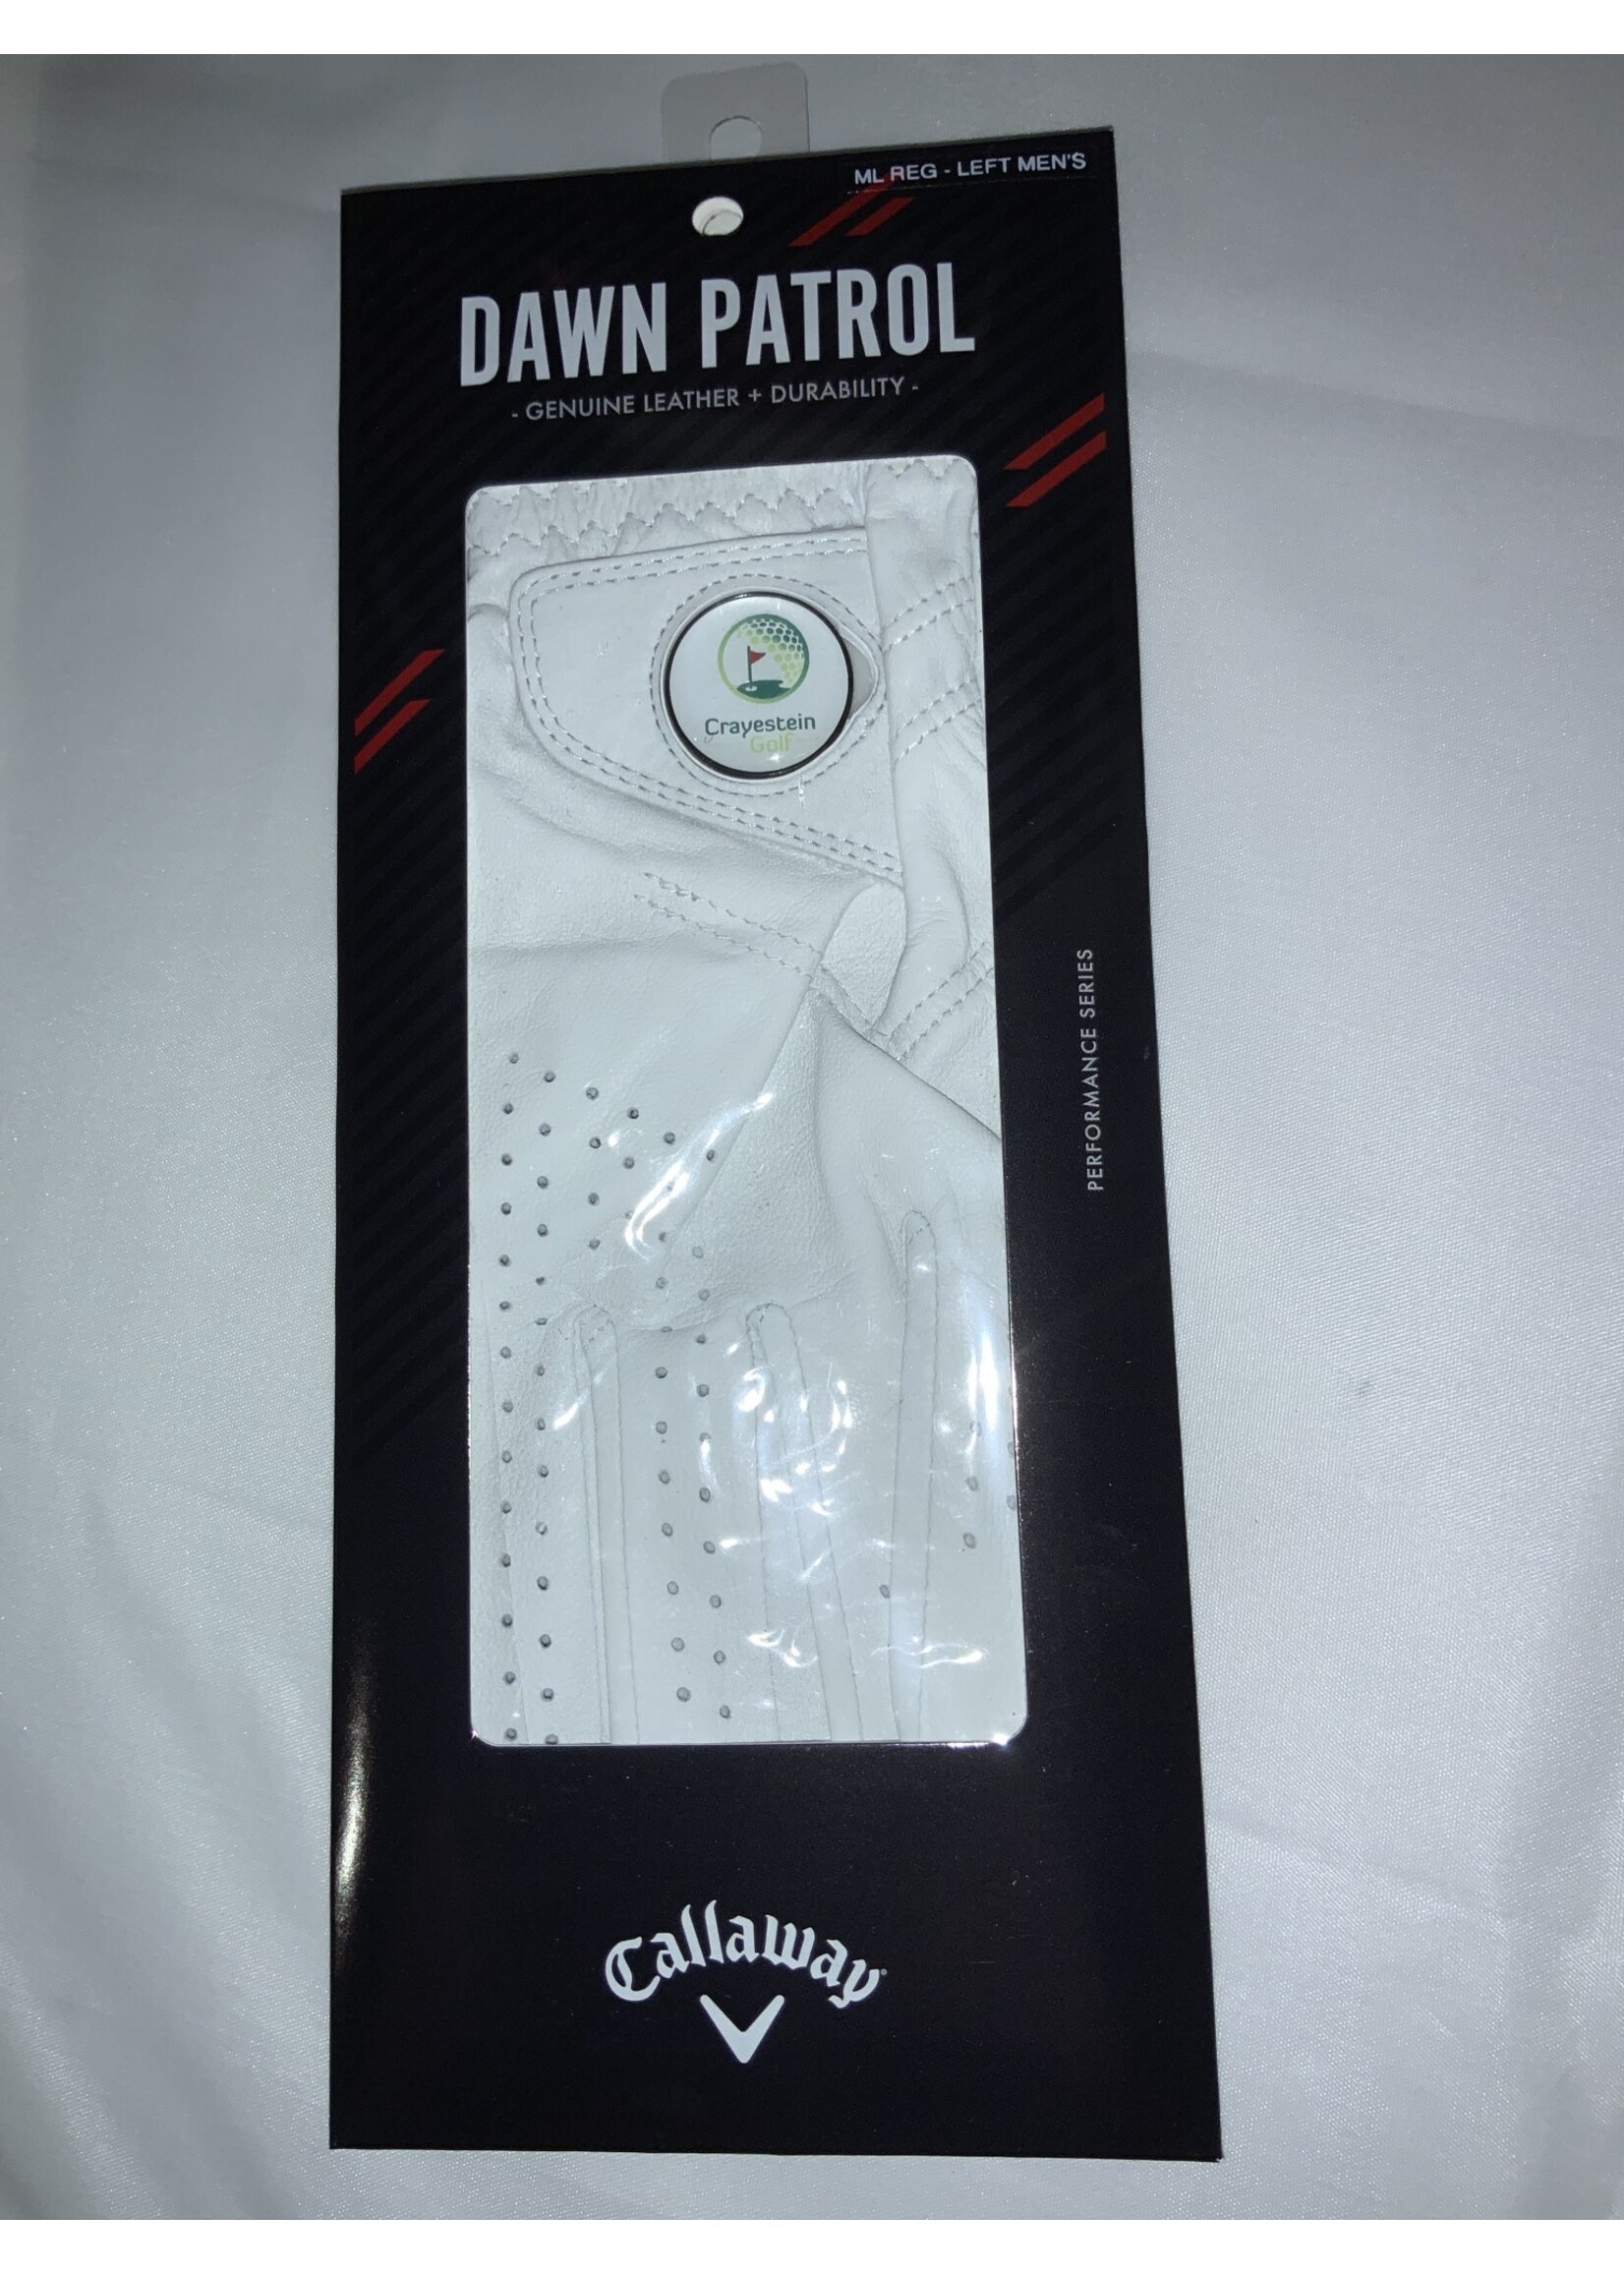 ML REG - LEFT MEN'S
DAWN PATROL
- GENUINE LEATHER + DURABILITY -
Crayestein
Golf
PERFORMANCE SERIES
Callaway